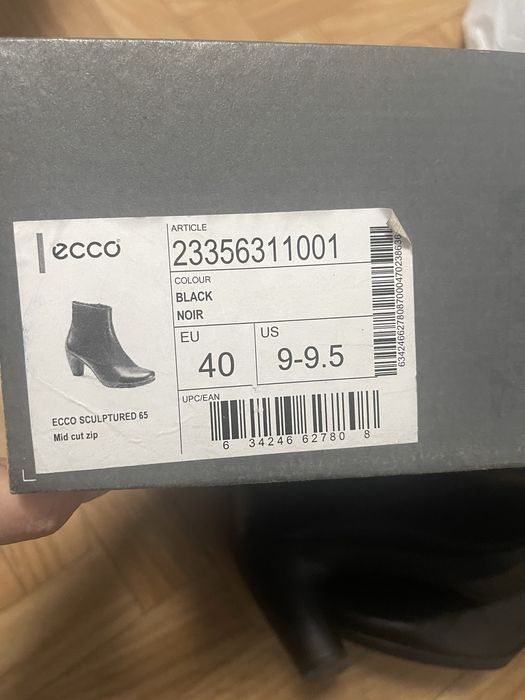 ecco
ECCO SCULPTURED 65
Mid cut zip
ARTICLE
23356311001
COLOUR
BLACK
NOIR
EU
40
US
9-9.5
UPC/EAN
6 34246 62780 8
634246627808700047023863